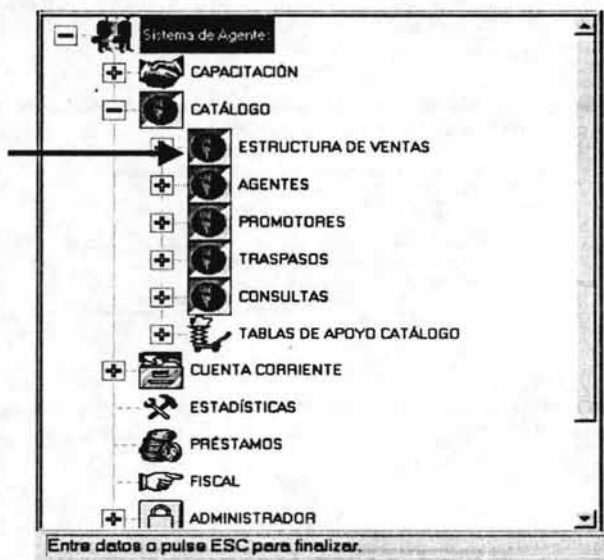 Sistema de Agente:
CAPACITACIÓN
CATÁLOGO
ESTRUCTURA DE VENTAS
AGENTES
PROMOTORES
TRASPASOS
CONSULTAS
TABLAS DE APOYO CATÁLOGO
CUENTA CORRIENTE
ESTADÍSTICAS
PRÉSTAMOS
FISCAL
ADMINISTRADOR
Entre datos o pulse ESC para finalizar.